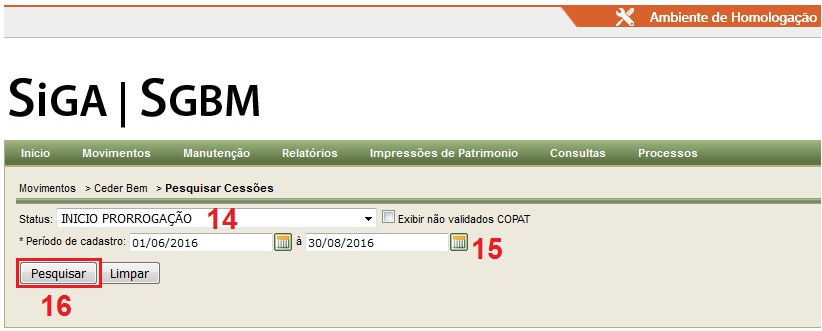 Ambiente de Homologação
SiGA | SGBM
Inicio Movimentos Manutenção Relatórios Impressões de Patrimonio Consultas Processos
Movimentos > Ceder Bem > Pesquisar Cessões
Status: INICIO PRORROGAÇÃO 14 Exibir não validados COPAT
* Período de cadastro: 01/06/2016 à 30/08/2016 15
Pesquisar Limpar
16